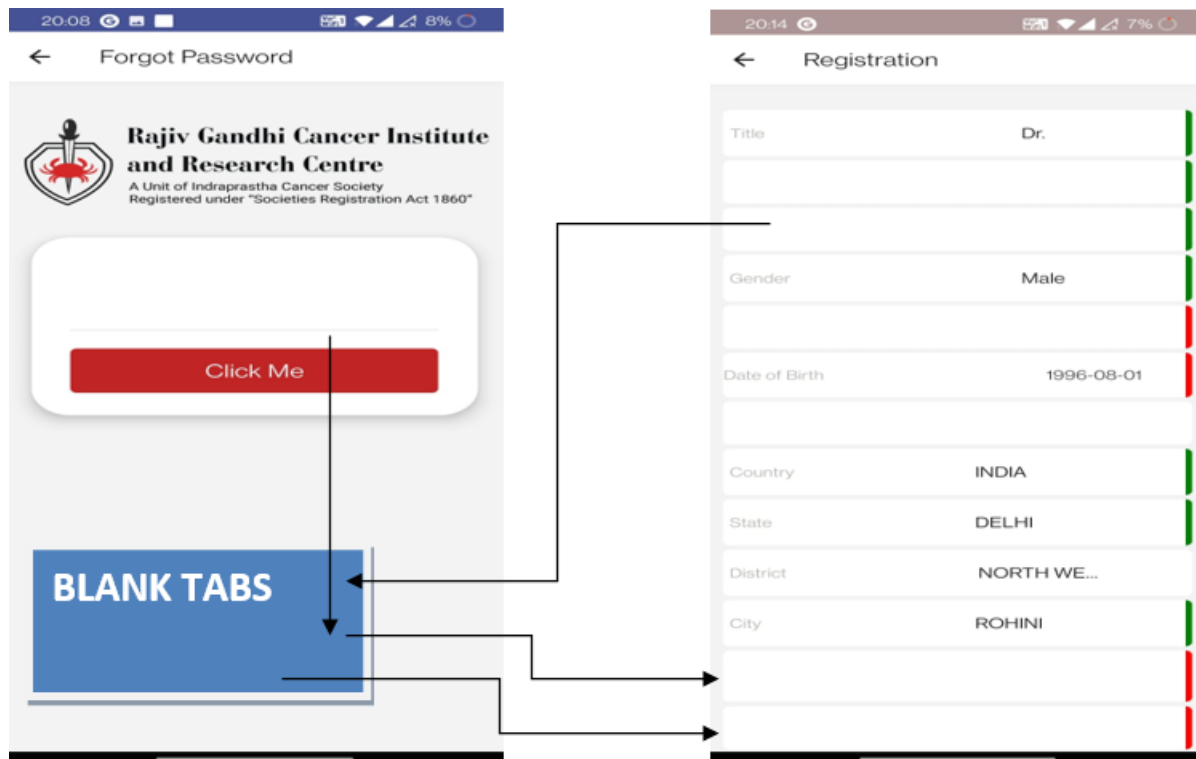 20:08
8%
Forgot Password
Rajiv Gandhi Cancer Institute
and Research Centre
A Unit of Indraprastha Cancer Society
Registered under "Societies Registration Act 1860"
Click Me
BLANK TABS
20:14
7%
Registration
Title Dr.
Gender Male
Date of Birth 1996-08-01
Country INDIA
State DELHI
District NORTH WE...
City ROHINI